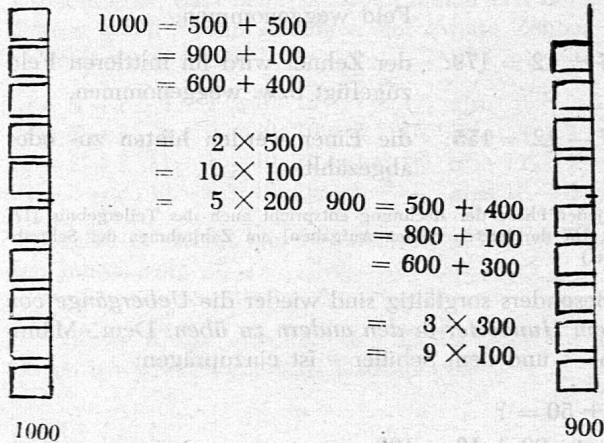 1000 = 500 + 500
= 900 + 100
= 600 + 400
= 2 × 500
= 10 × 100
= 5 × 200
900 = 500 + 400
= 800 + 100
= 600 + 300
= 3 × 300
= 9 × 100
1000
900